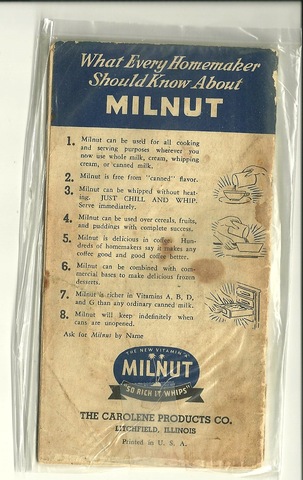 What Every Homemaker
Should Know About
MILNUT
1. Milnut can be used for all cooking
and serving purposes wherever you
now use whole milk, cream, whipping
cream, or canned milk.
2. Milnut is free from "canned" flavor.
3. Milnut can be whipped without heat-
ing. JUST CHILL AND WHIP.
Serve immediately.
4. Milnut can be used over cereals, fruits,
and puddings with complete success.
5. Milnut is delicious in coffee. Hun-
dreds of homemakers say it makes any
coffee good and good coffee better.
6. Milnut can be combined with com-
mercial bases to make delicious frozen
desserts.
7. Milnut is richer in Vitamins A, B, D,
and G than any ordinary canned milk.
8. Milnut will keep indefinitely when
cans are unopened.
Ask for Milnut by Name
THE NEW VITAMIN A
MILNUT
"SO RICH IT WHIPS"
THE CAROLENE PRODUCTS CO.
LITCHFIELD, ILLINOIS
Printed in U. S. A.